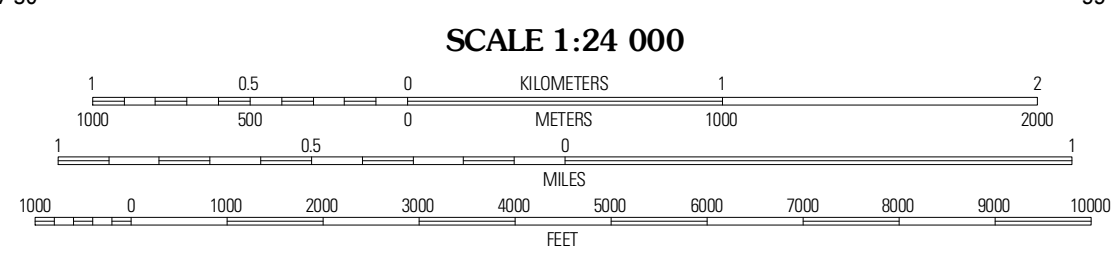 SCALE 1:24 000
1 0.5 0 KILOMETERS 1 2
1000 500 0 METERS 1000 2000
1 0.5 0 1
MILES
1000 0 1000 2000 3000 4000 5000 6000 7000 8000 9000 10000
FEET